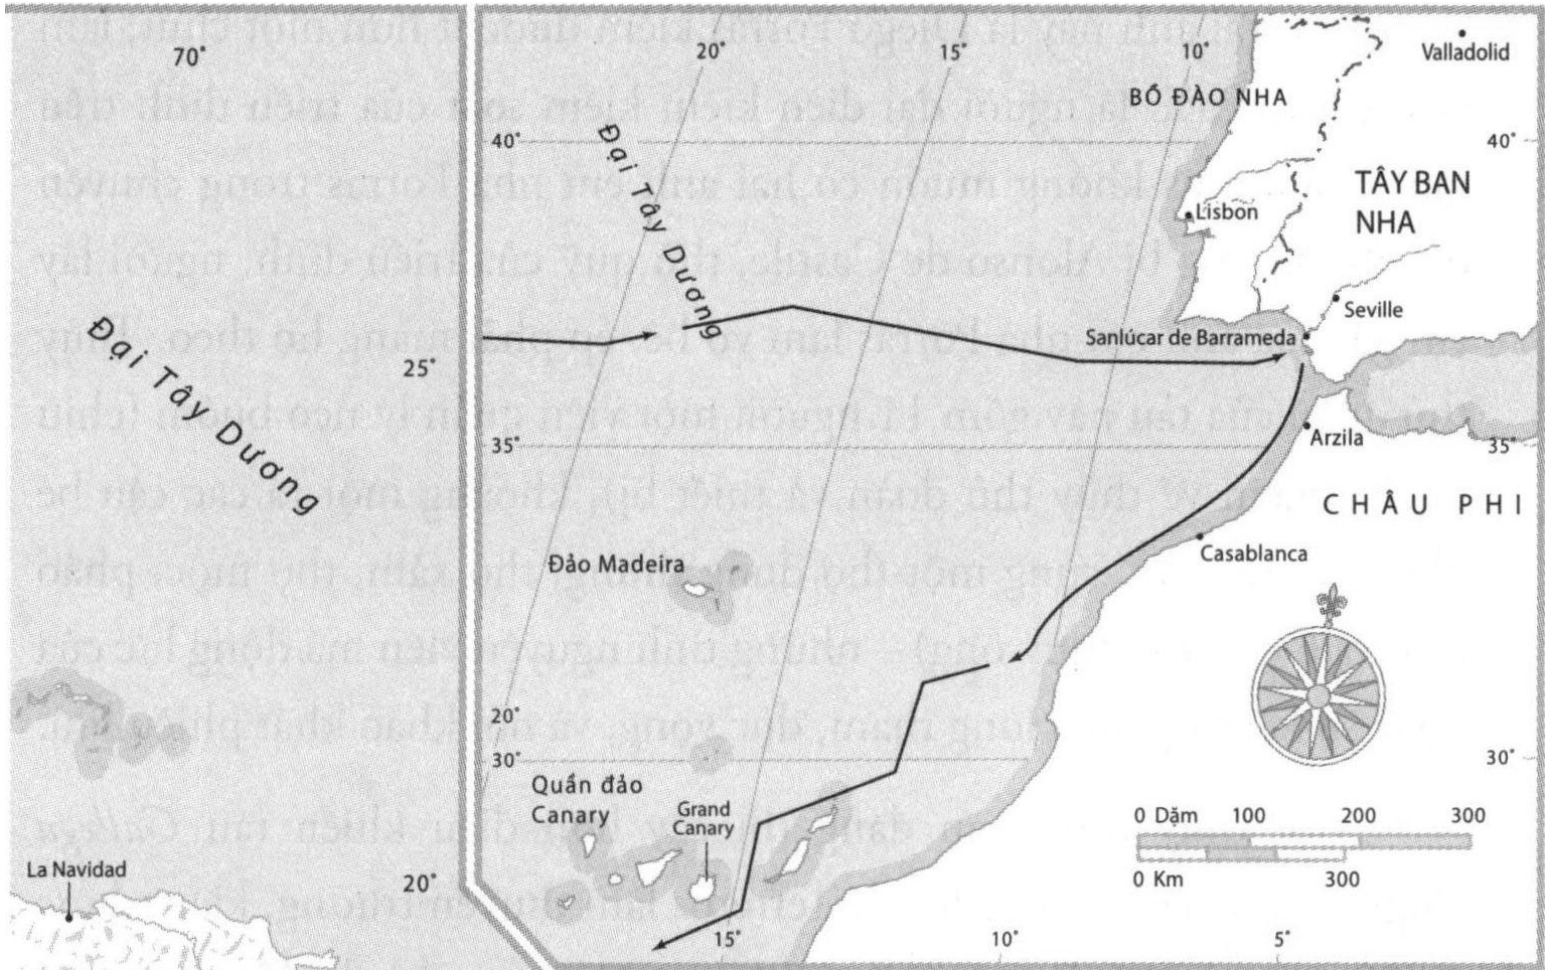 70°
20°
15°
10°
Valladolid
BỒ ĐÀO NHA
40°
40°
Đại Tây Dương
TÂY BAN
NHA
Lisbon
Seville
Sanlúcar de Barrameda
Đại Tây Dương
25°
35°
35°
Arzila
CHÂU PHI
Casablanca
Đảo Madeira
20°
30°
30°
Quần đảo
Canary
Grand
Canary
0 Dặm 100 200 300
0 Km 300
La Navidad
20°
15°
10°
5°